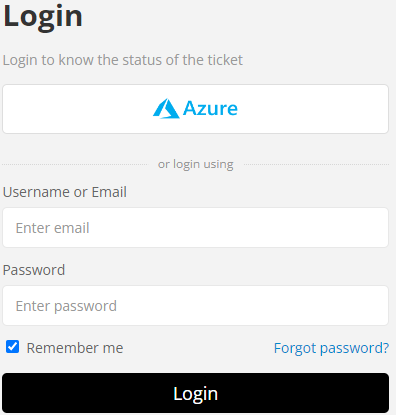 Login
Login to know the status of the ticket
Azure
or login using
Username or Email
Enter email
Password
Enter password
Remember me Forgot password?
Login